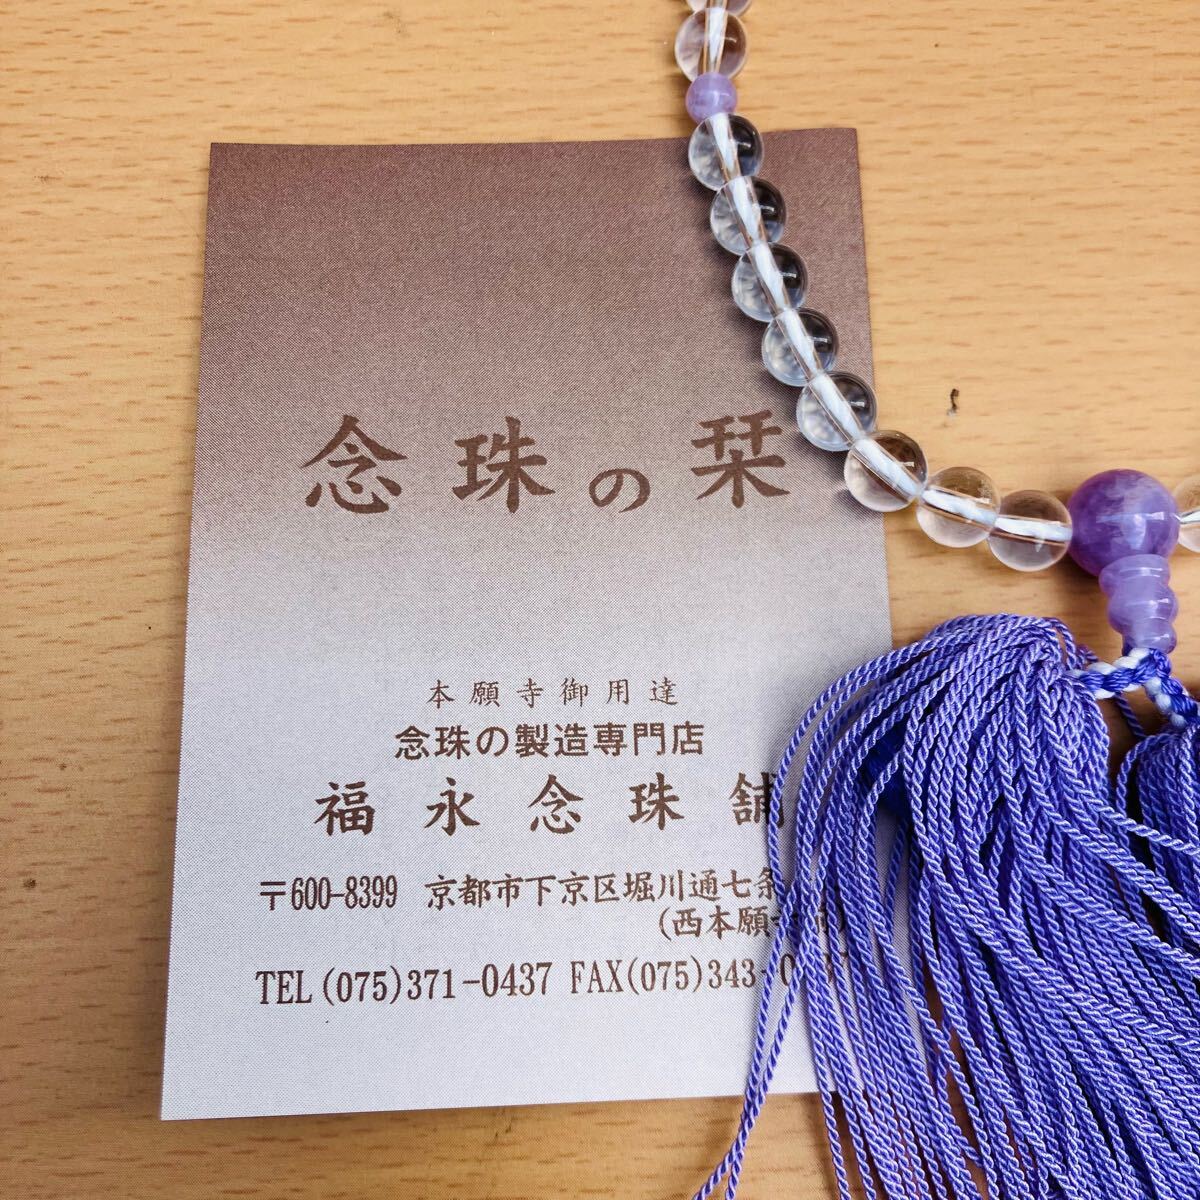 念珠の栞
本願寺御用達
念珠の製造専門店
福永念珠舗
〒600-8399 京都市下京区堀川通七条
(西本願
TEL(075)371-0437 FAX(075)343-